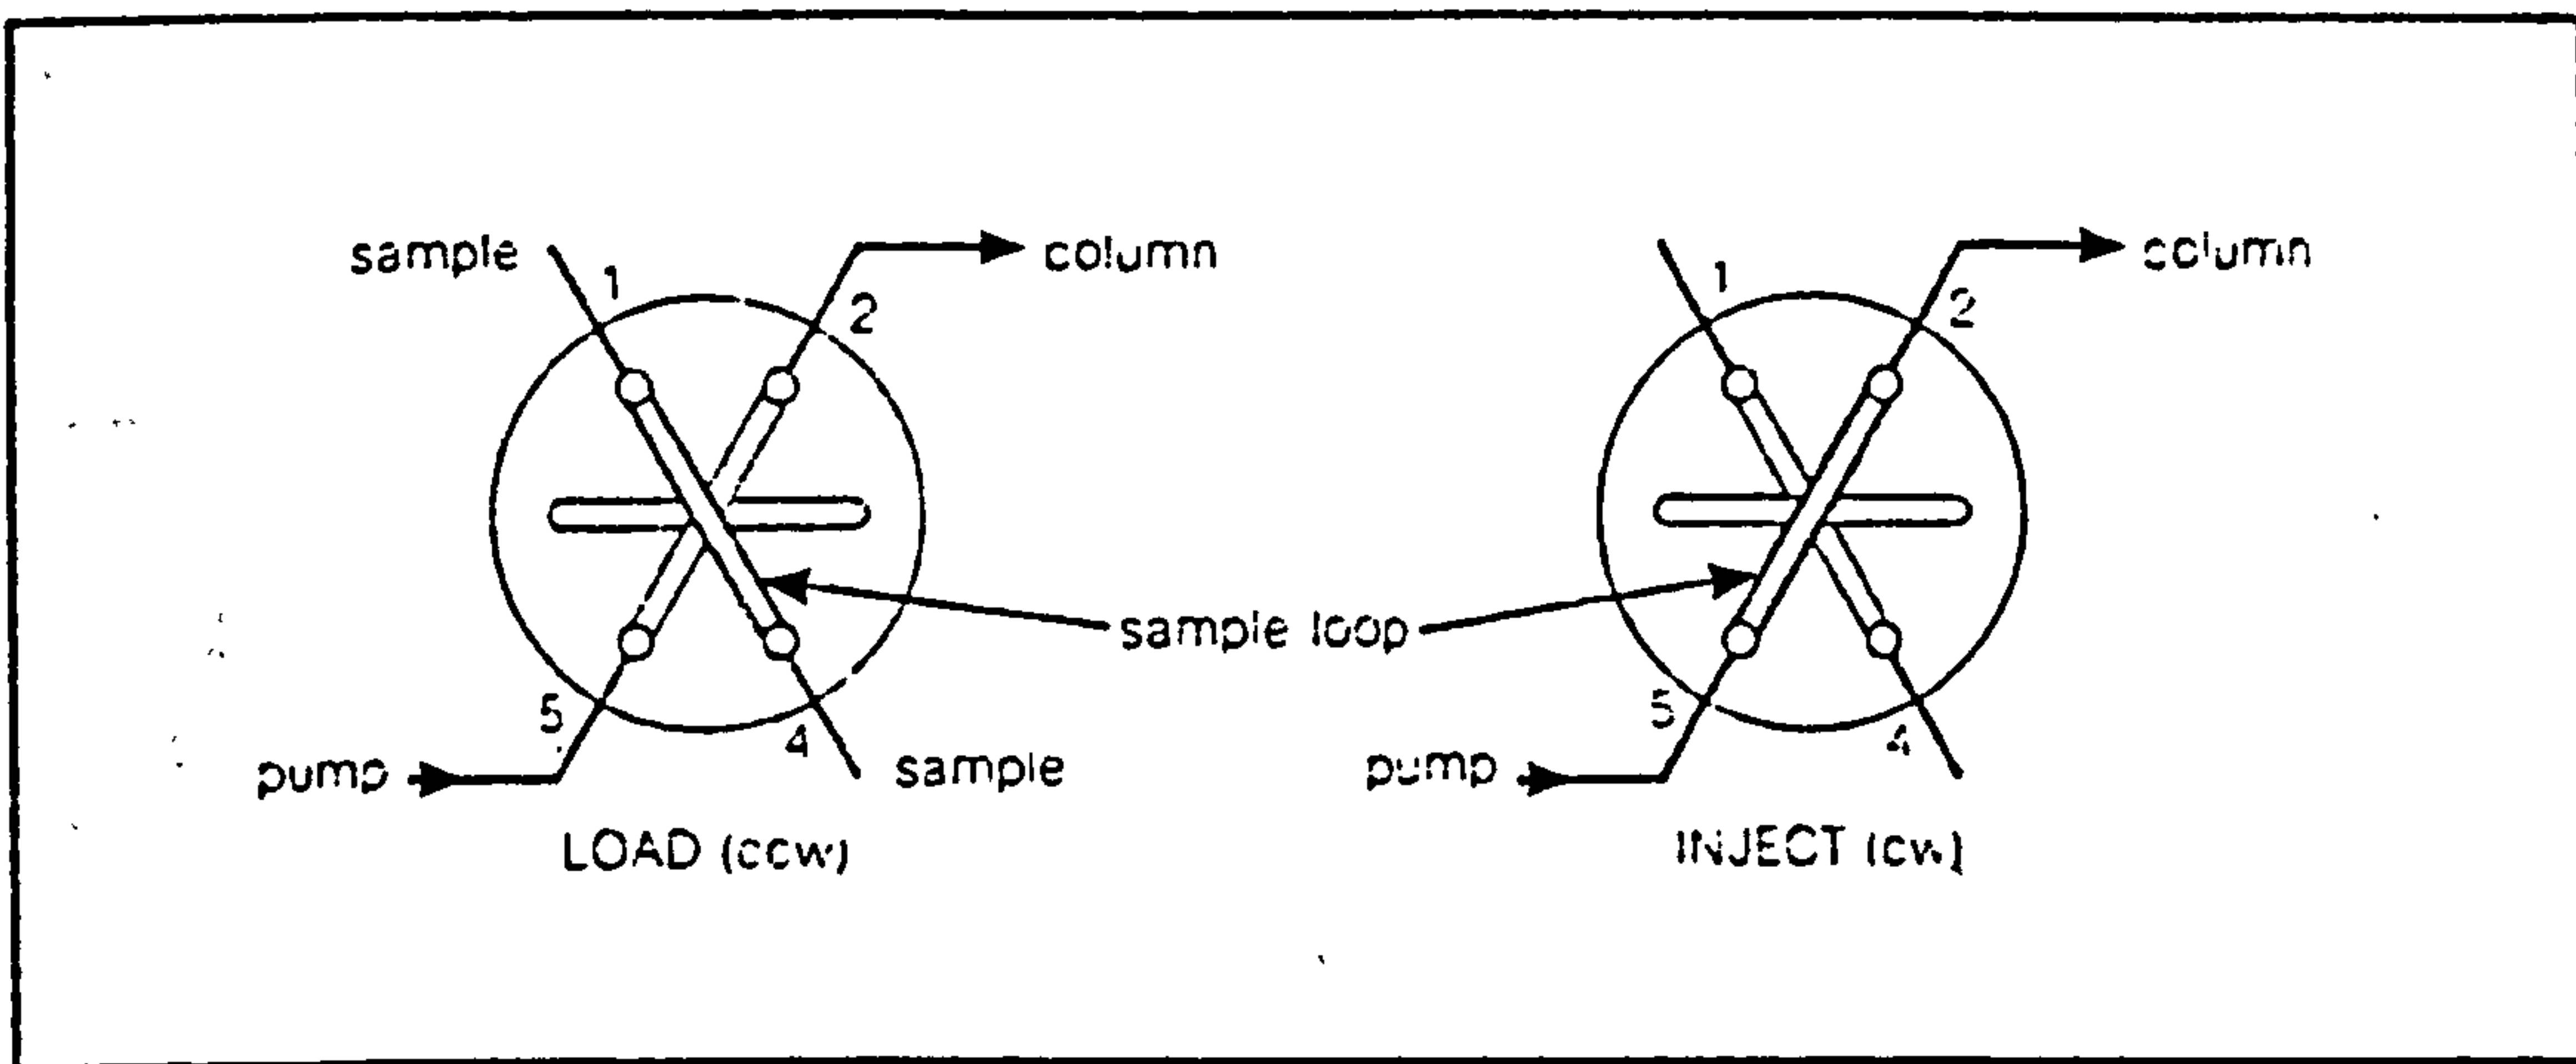 sample
column
1
2
5
4
pump
sample
LOAD (ccw)
sample loop
column
1
2
5
4
pump
INJECT (cw)